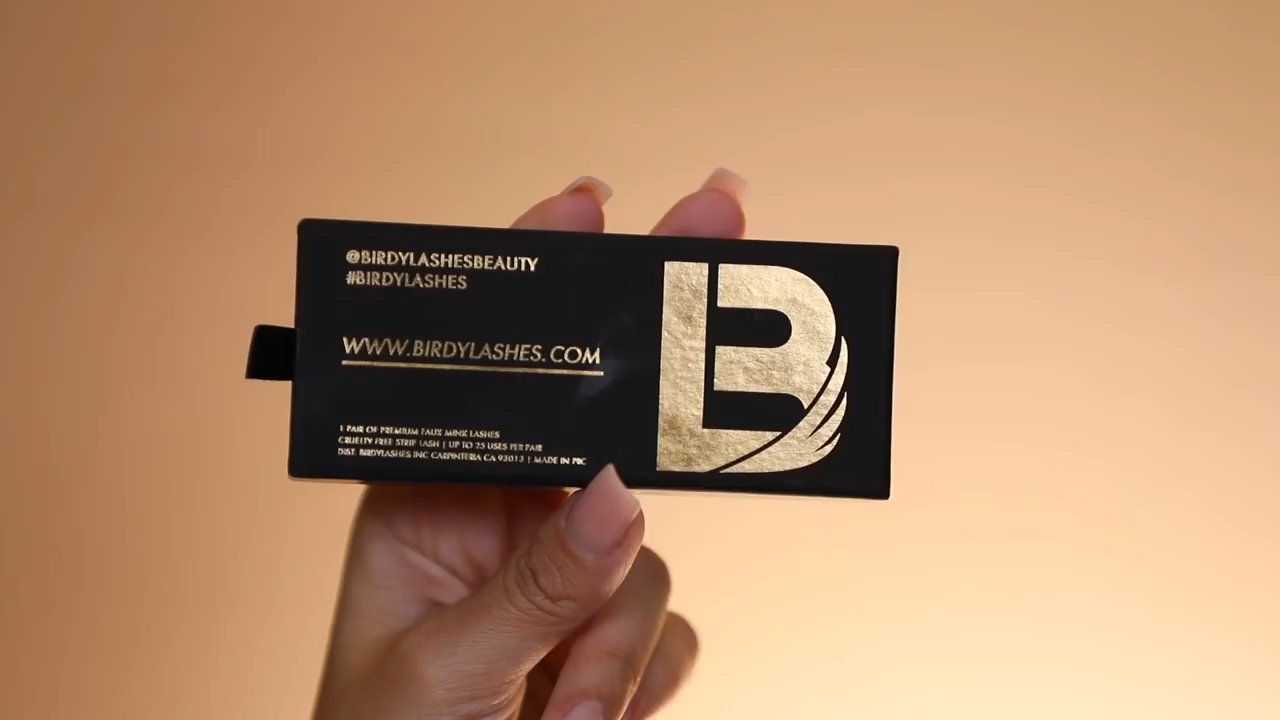 @BIRDYLASHESBEAUTY
#BIRDYLASHES
WWW.BIRDYLASHES.COM
1 PAIR OF PREMIUM FAUX MINK LASHES
CRUELTY FREE STRIP LASH | UP TO 25 USES PER PAIR
DIST. BIRDYLASHES INC CARPINTERIA CA 93013 | MADE IN PRC
B